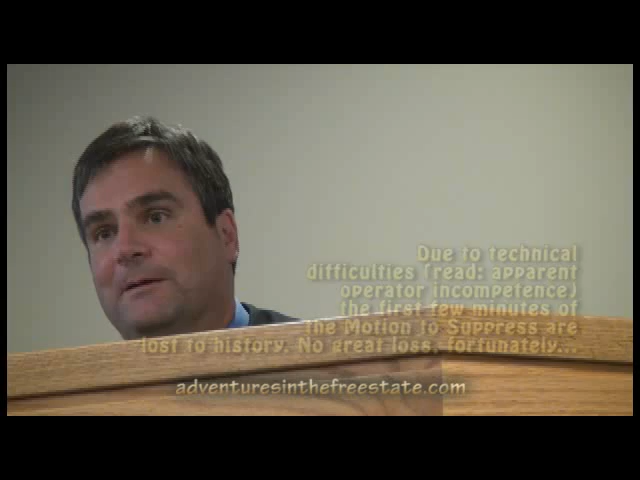 Due to technical
difficulties (read: apparent
operator incompetence)
the first few minutes of
the Motion to Suppress are
lost to history. No great loss, fortunately...
adventuresinthefreestate.com